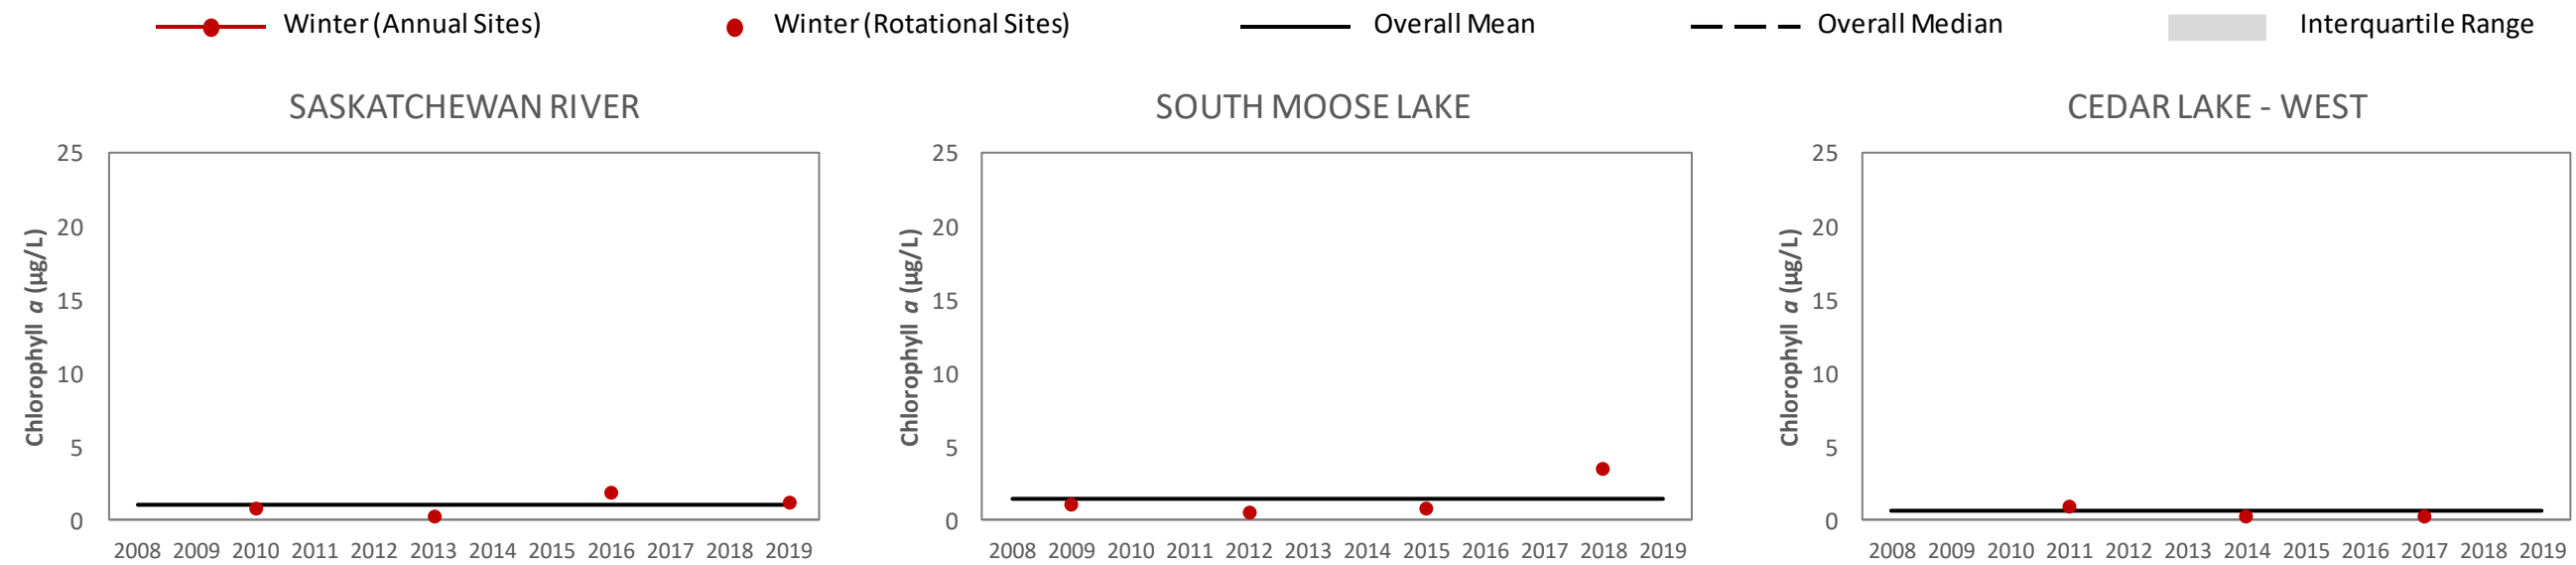 Winter (Annual Sites) Winter (Rotational Sites) Overall Mean Overall Median Interquartile Range
SASKATCHEWAN RIVER
Chlorophyll a (µg/L)
25
20
15
10
5
0
2008 2009 2010 2011 2012 2013 2014 2015 2016 2017 2018 2019
SOUTH MOOSE LAKE
Chlorophyll a (µg/L)
25
20
15
10
5
0
2008 2009 2010 2011 2012 2013 2014 2015 2016 2017 2018 2019
CEDAR LAKE - WEST
Chlorophyll a (µg/L)
25
20
15
10
5
0
2008 2009 2010 2011 2012 2013 2014 2015 2016 2017 2018 2019